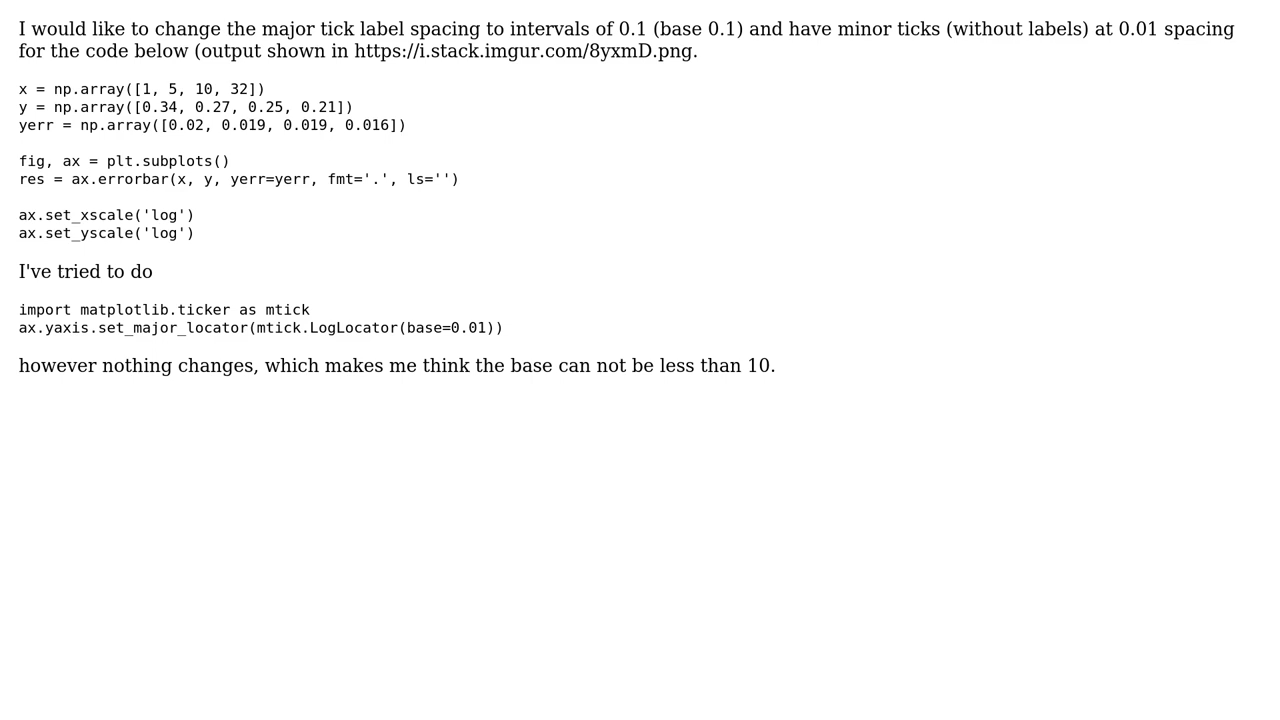 I would like to change the major tick label spacing to intervals of 0.1 (base 0.1) and have minor ticks (without labels) at 0.01 spacing
for the code below (output shown in https://i.stack.imgur.com/8yxmD.png.
x = np.array([1, 5, 10, 32])
y = np.array([0.34, 0.27, 0.25, 0.21])
yerr = np.array([0.02, 0.019, 0.019, 0.016])
fig, ax = plt.subplots()
res = ax.errorbar(x, y, yerr=yerr, fmt='.', ls='')
ax.set_xscale('log')
ax.set_yscale('log')
I've tried to do
import matplotlib.ticker as mtick
ax.yaxis.set_major_locator(mtick.LogLocator(base=0.01))
however nothing changes, which makes me think the base can not be less than 10.